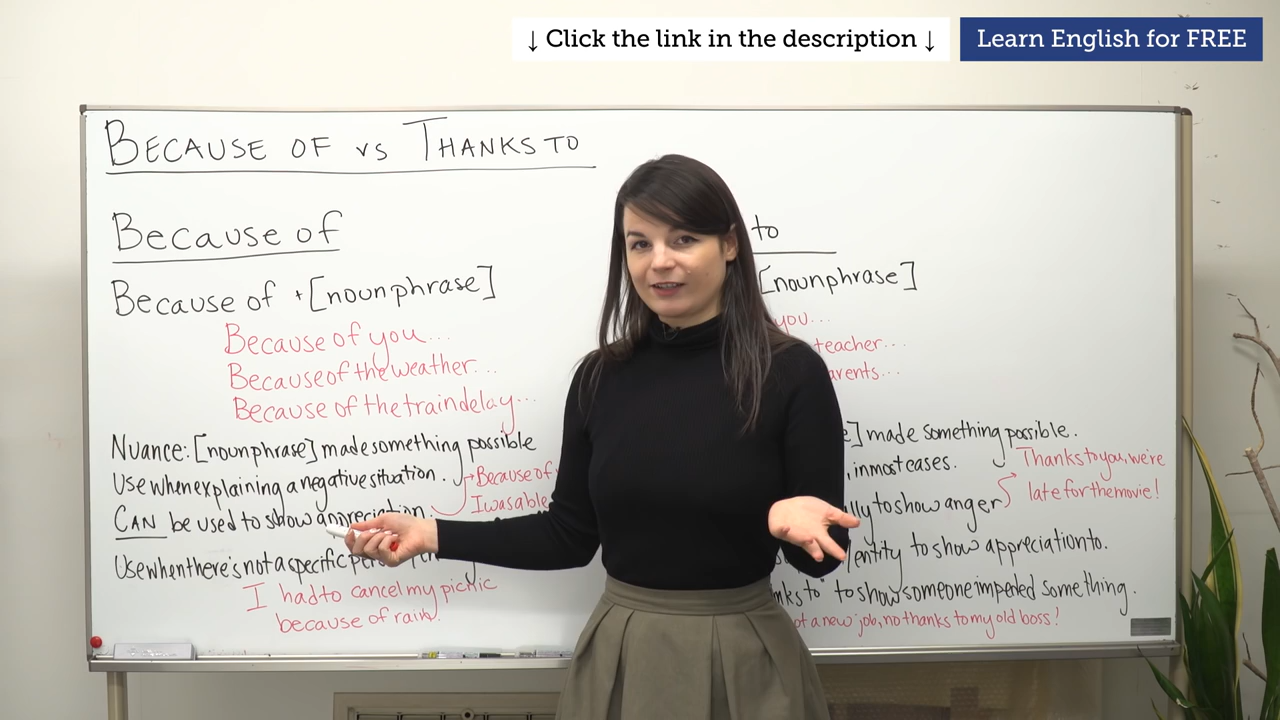 ↓ Click the link in the description ↓
Learn English for FREE
BECAUSE OF vs THANKS TO
Because of
Because of + [noun phrase]
Because of you...
Because of the weather...
Because of the train delay...
Nuance: [noun phrase] made something possible
Use when explaining a negative situation.
Because of
I was able
CAN be used to show appreciation.
Use when there's not a specific
I had to cancel my picnic
because of rain.
to
[noun phrase]
you...
teacher...
made something possible.
, in most cases.
Thanks to you, we're
late for the movie!
to show anger
to show appreciation to.
to" to show someone impeded something.
a new job, no thanks to my old boss!